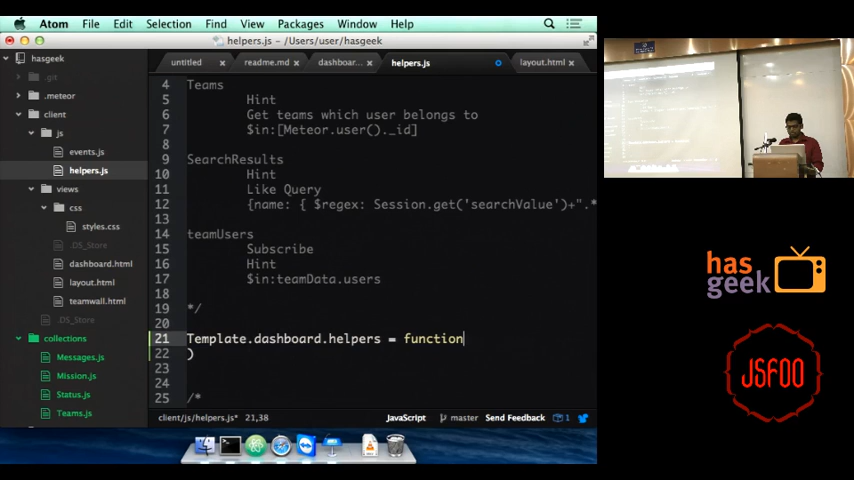 Atom File Edit Selection Find View Packages Window Help
helpers.js – /Users/user/hasgeek
hasgeek
.git
.meteor
client
js
events.js
helpers.js
views
css
styles.css
.DS_Store
dashboard.html
layout.html
teamwall.html
.DS_Store
collections
Messages.js
Mission.js
Status.js
Teams.js
untitled
readme.md
dashboar...
helpers.js
layout.html
4 Teams
5 Hint
6 Get teams which user belongs to
7 $in:[Meteor.user()._id]
8
9 SearchResults
10 Hint
11 Like Query
12 {name: { $regex: Session.get('searchValue')+".*
13
14 teamUsers
15 Subscribe
16 Hint
17 $in:teamData.users
18
19 */
20
21 Template.dashboard.helpers = function
22 )
23
24
25 /*
client/js/helpers.js* 21,38 JavaScript master Send Feedback 1
has
geek
JSFOO